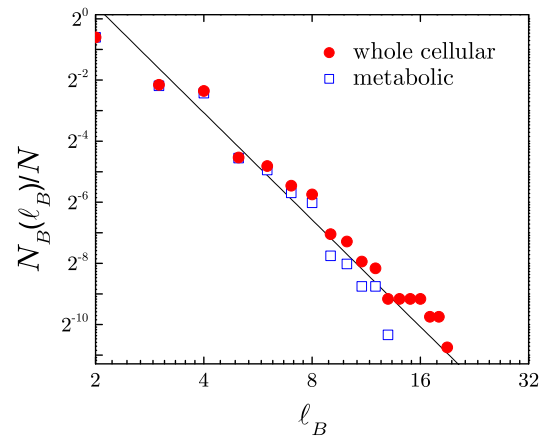 2^0
2^-2
2^-4
2^-6
2^-8
2^-10
N_B(ℓ_B)/N
whole cellular
metabolic
2 4 8 16 32
ℓ_B